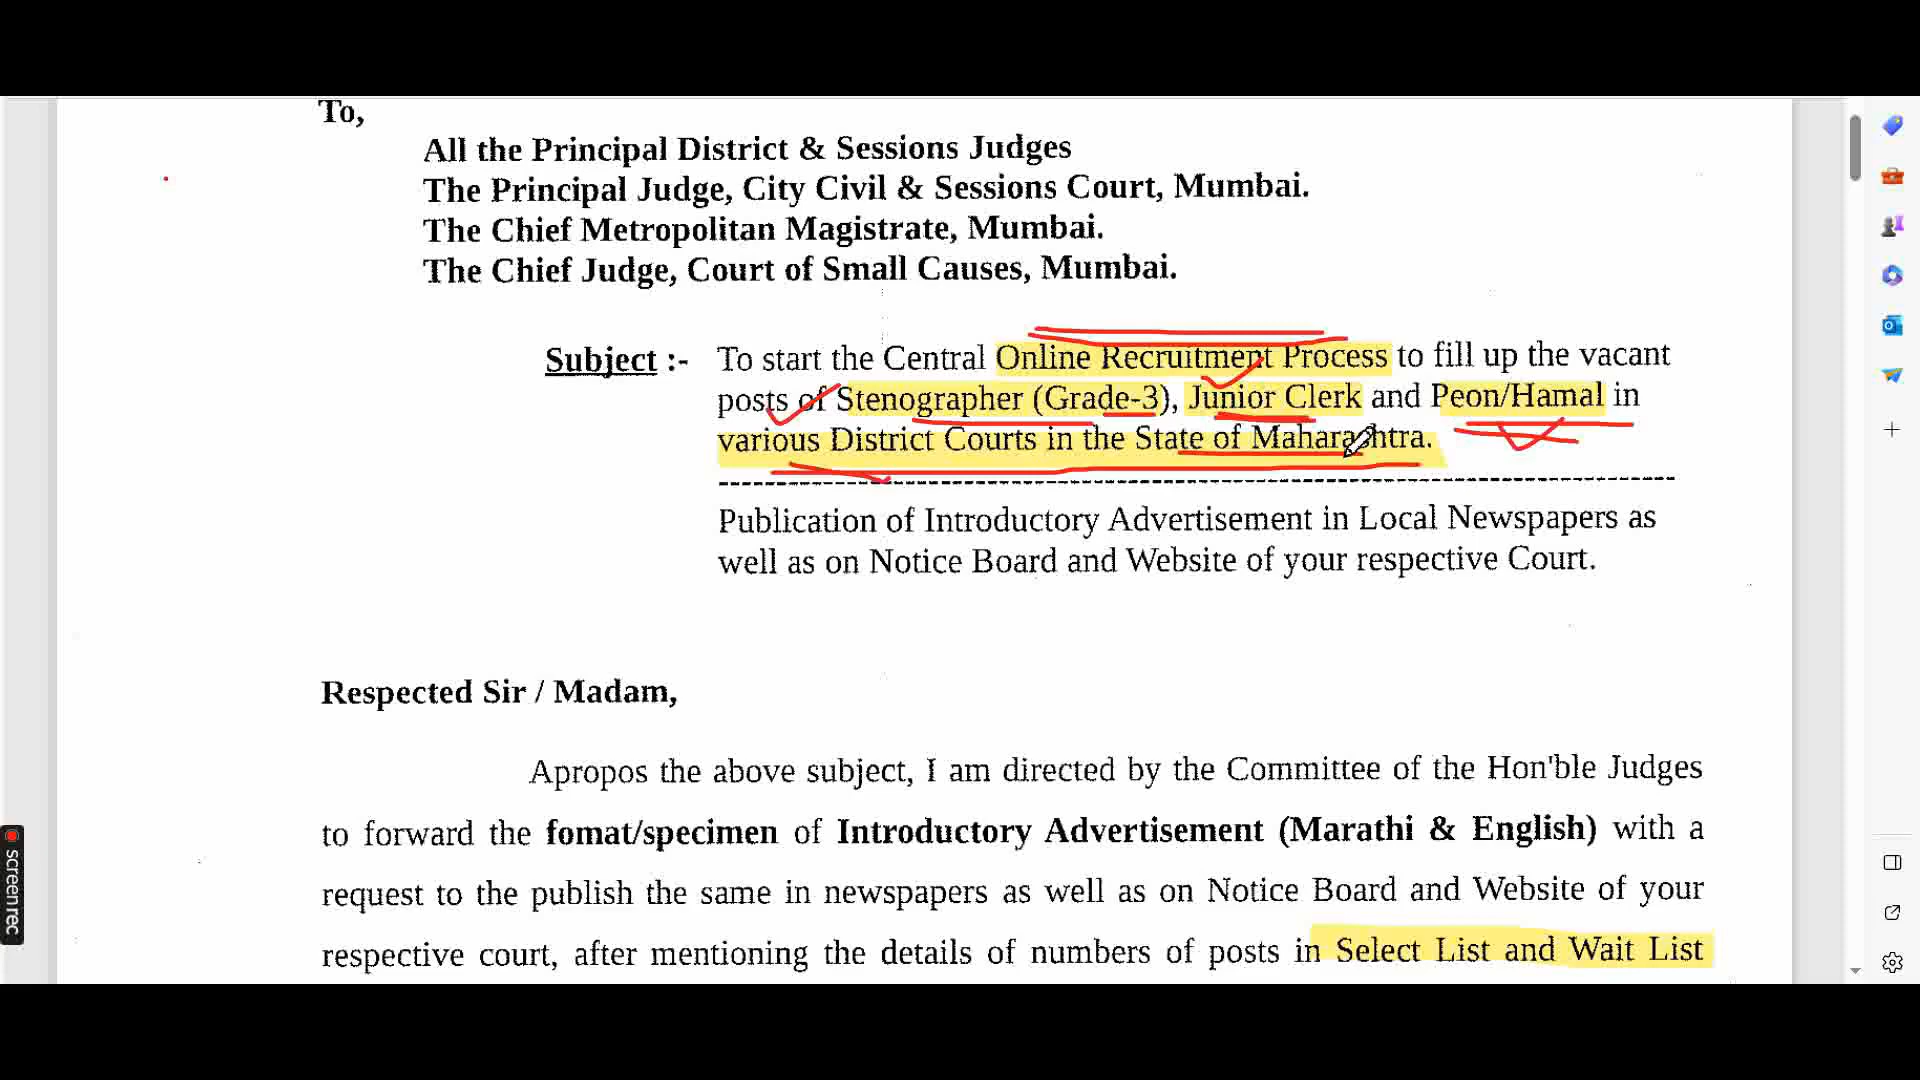 To,
All the Principal District & Sessions Judges
The Principal Judge, City Civil & Sessions Court, Mumbai.
The Chief Metropolitan Magistrate, Mumbai.
The Chief Judge, Court of Small Causes, Mumbai.
Subject :- To start the Central Online Recruitment Process to fill up the vacant
posts of Stenographer (Grade-3), Junior Clerk and Peon/Hamal in
various District Courts in the State of Maharashtra.
Publication of Introductory Advertisement in Local Newspapers as
well as on Notice Board and Website of your respective Court.
Respected Sir / Madam,
Apropos the above subject, I am directed by the Committee of the Hon'ble Judges
to forward the fomat/specimen of Introductory Advertisement (Marathi & English) with a
request to the publish the same in newspapers as well as on Notice Board and Website of your
respective court, after mentioning the details of numbers of posts in Select List and Wait List
screenrec